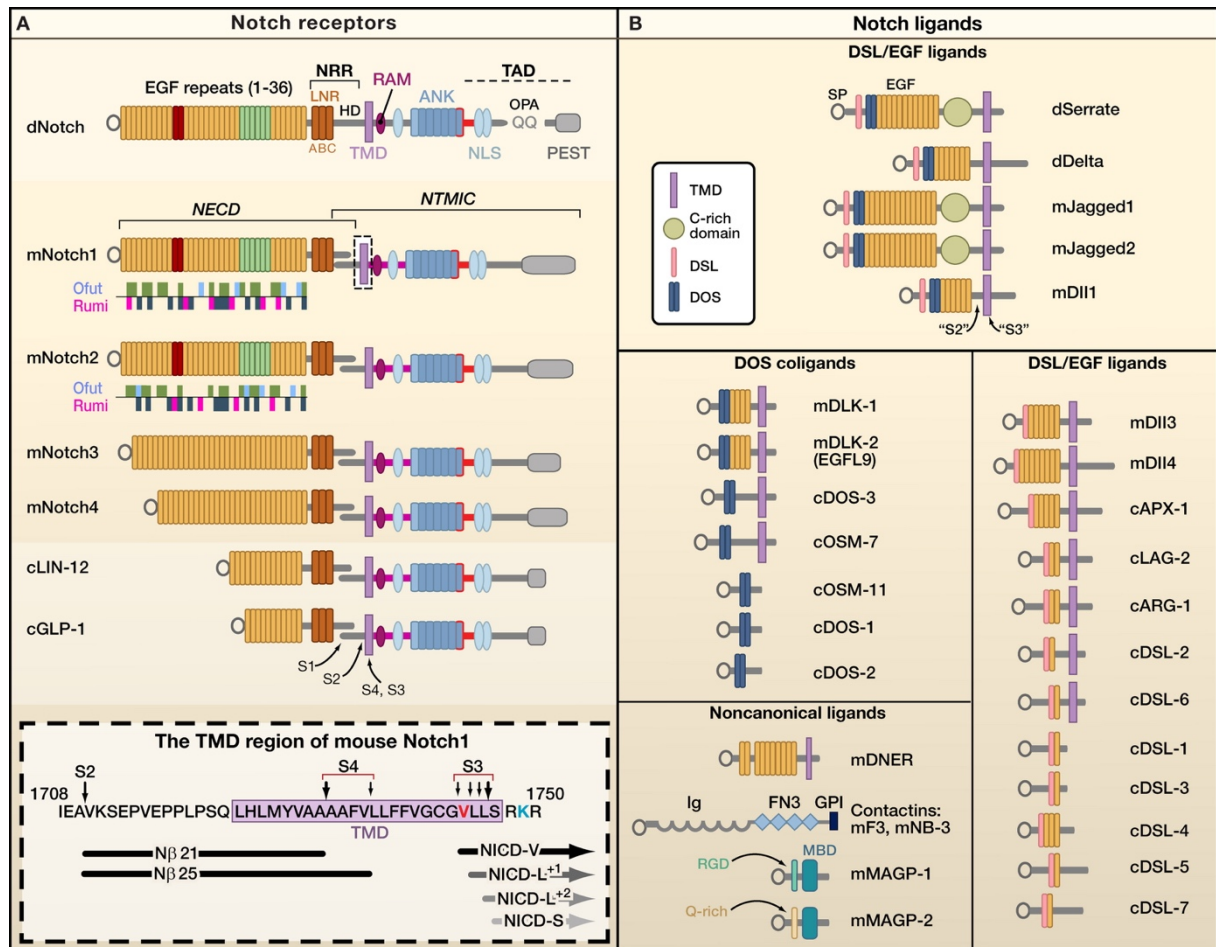 A
Notch receptors
EGF repeats (1-36)
NRR
LNR
HD
RAM
TAD
ANK
OPA
QQ
dNotch
ABC
TMD
NLS
PEST
NECD
NTMIC
mNotch1
Ofut
Rumi
mNotch2
Ofut
Rumi
mNotch3
mNotch4
cLIN-12
cGLP-1
S1
S2
S4, S3
The TMD region of mouse Notch1
S2
S4
S3
1708
1750
IEAVKSEPVEPPLPSQLHLMYVAAAAFVLLFFVGCGVLLSRKR
TMD
Nβ 21
NICD-V
Nβ 25
NICD-L+1
NICD-L+2
NICD-S
B
Notch ligands
DSL/EGF ligands
SP
EGF
dSerrate
dDelta
mJagged1
mJagged2
mDll1
"S2"
"S3"
TMD
C-rich
domain
DSL
DOS
DOS coligands
mDLK-1
mDLK-2
(EGFL9)
cDOS-3
cOSM-7
cOSM-11
cDOS-1
cDOS-2
Noncanonical ligands
mDNER
Ig
FN3
GPI
Contactins:
mF3, mNB-3
RGD
MBD
mMAGP-1
Q-rich
mMAGP-2
DSL/EGF ligands
mDll3
mDll4
cAPX-1
cLAG-2
cARG-1
cDSL-2
cDSL-6
cDSL-1
cDSL-3
cDSL-4
cDSL-5
cDSL-7